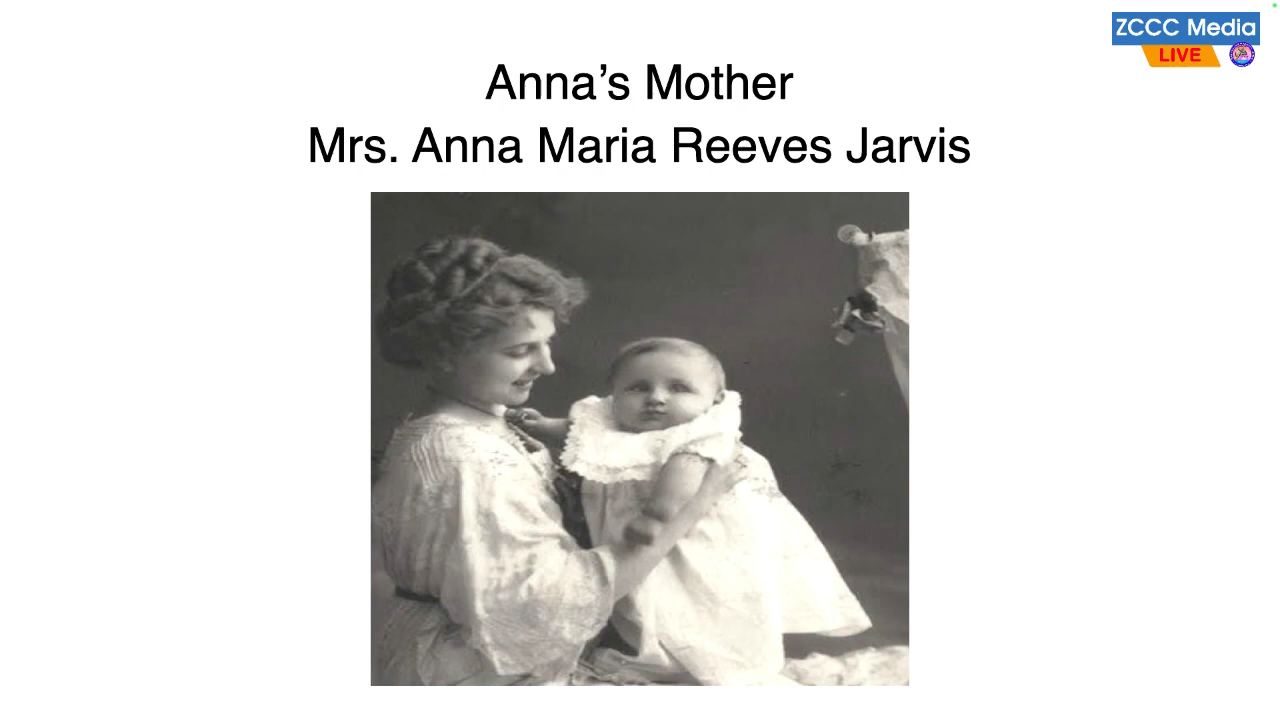 ZCCC Media
LIVE
Anna’s Mother
Mrs. Anna Maria Reeves Jarvis